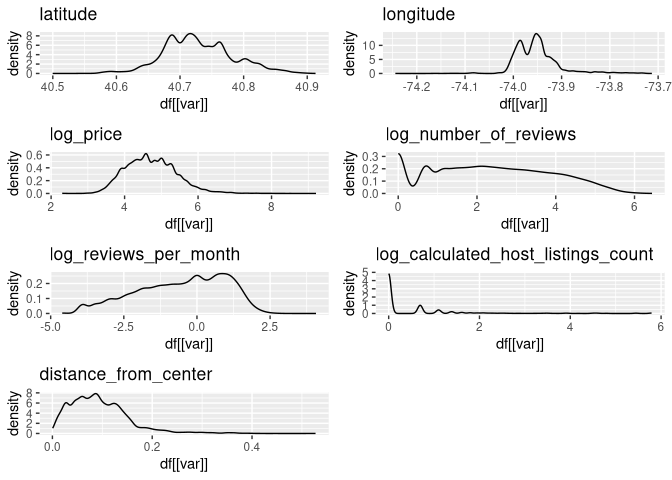 latitude
density
8
6
4
2
0
40.5 40.6 40.7 40.8 40.9
df[[var]]
longitude
density
10
5
0
-74.2 -74.1 -74.0 -73.9 -73.8 -73.7
df[[var]]
log_price
density
0.6
0.4
0.2
0.0
2 4 6 8
df[[var]]
log_number_of_reviews
density
0.3
0.2
0.1
0.0
0 2 4 6
df[[var]]
log_reviews_per_month
density
0.2
0.1
0.0
-5.0 -2.5 0.0 2.5
df[[var]]
log_calculated_host_listings_count
density
5
4
3
2
1
0
0 2 4 6
df[[var]]
distance_from_center
density
8
6
4
2
0
0.0 0.2 0.4
df[[var]]